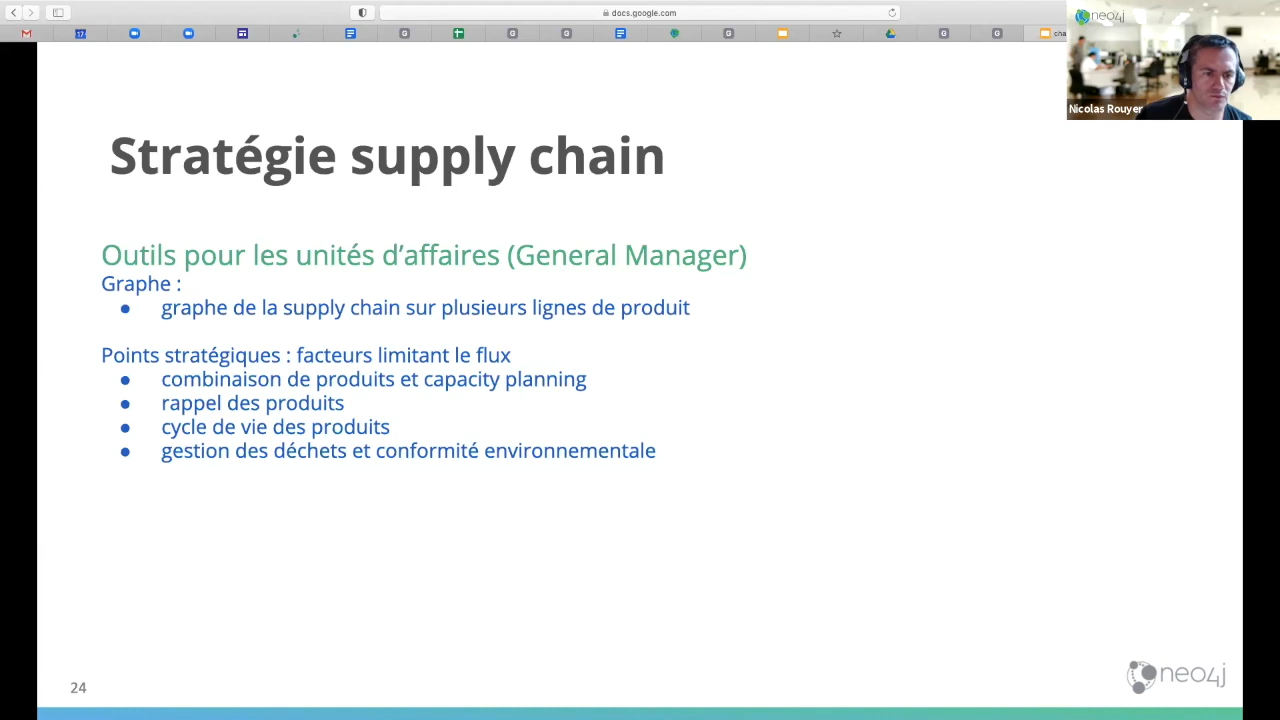 docs.google.com
17
cha
neo4j
Nicolas Rouyer
Stratégie supply chain
Outils pour les unités d’affaires (General Manager)
Graphe :
● graphe de la supply chain sur plusieurs lignes de produit
Points stratégiques : facteurs limitant le flux
● combinaison de produits et capacity planning
● rappel des produits
● cycle de vie des produits
● gestion des déchets et conformité environnementale
24
neo4j